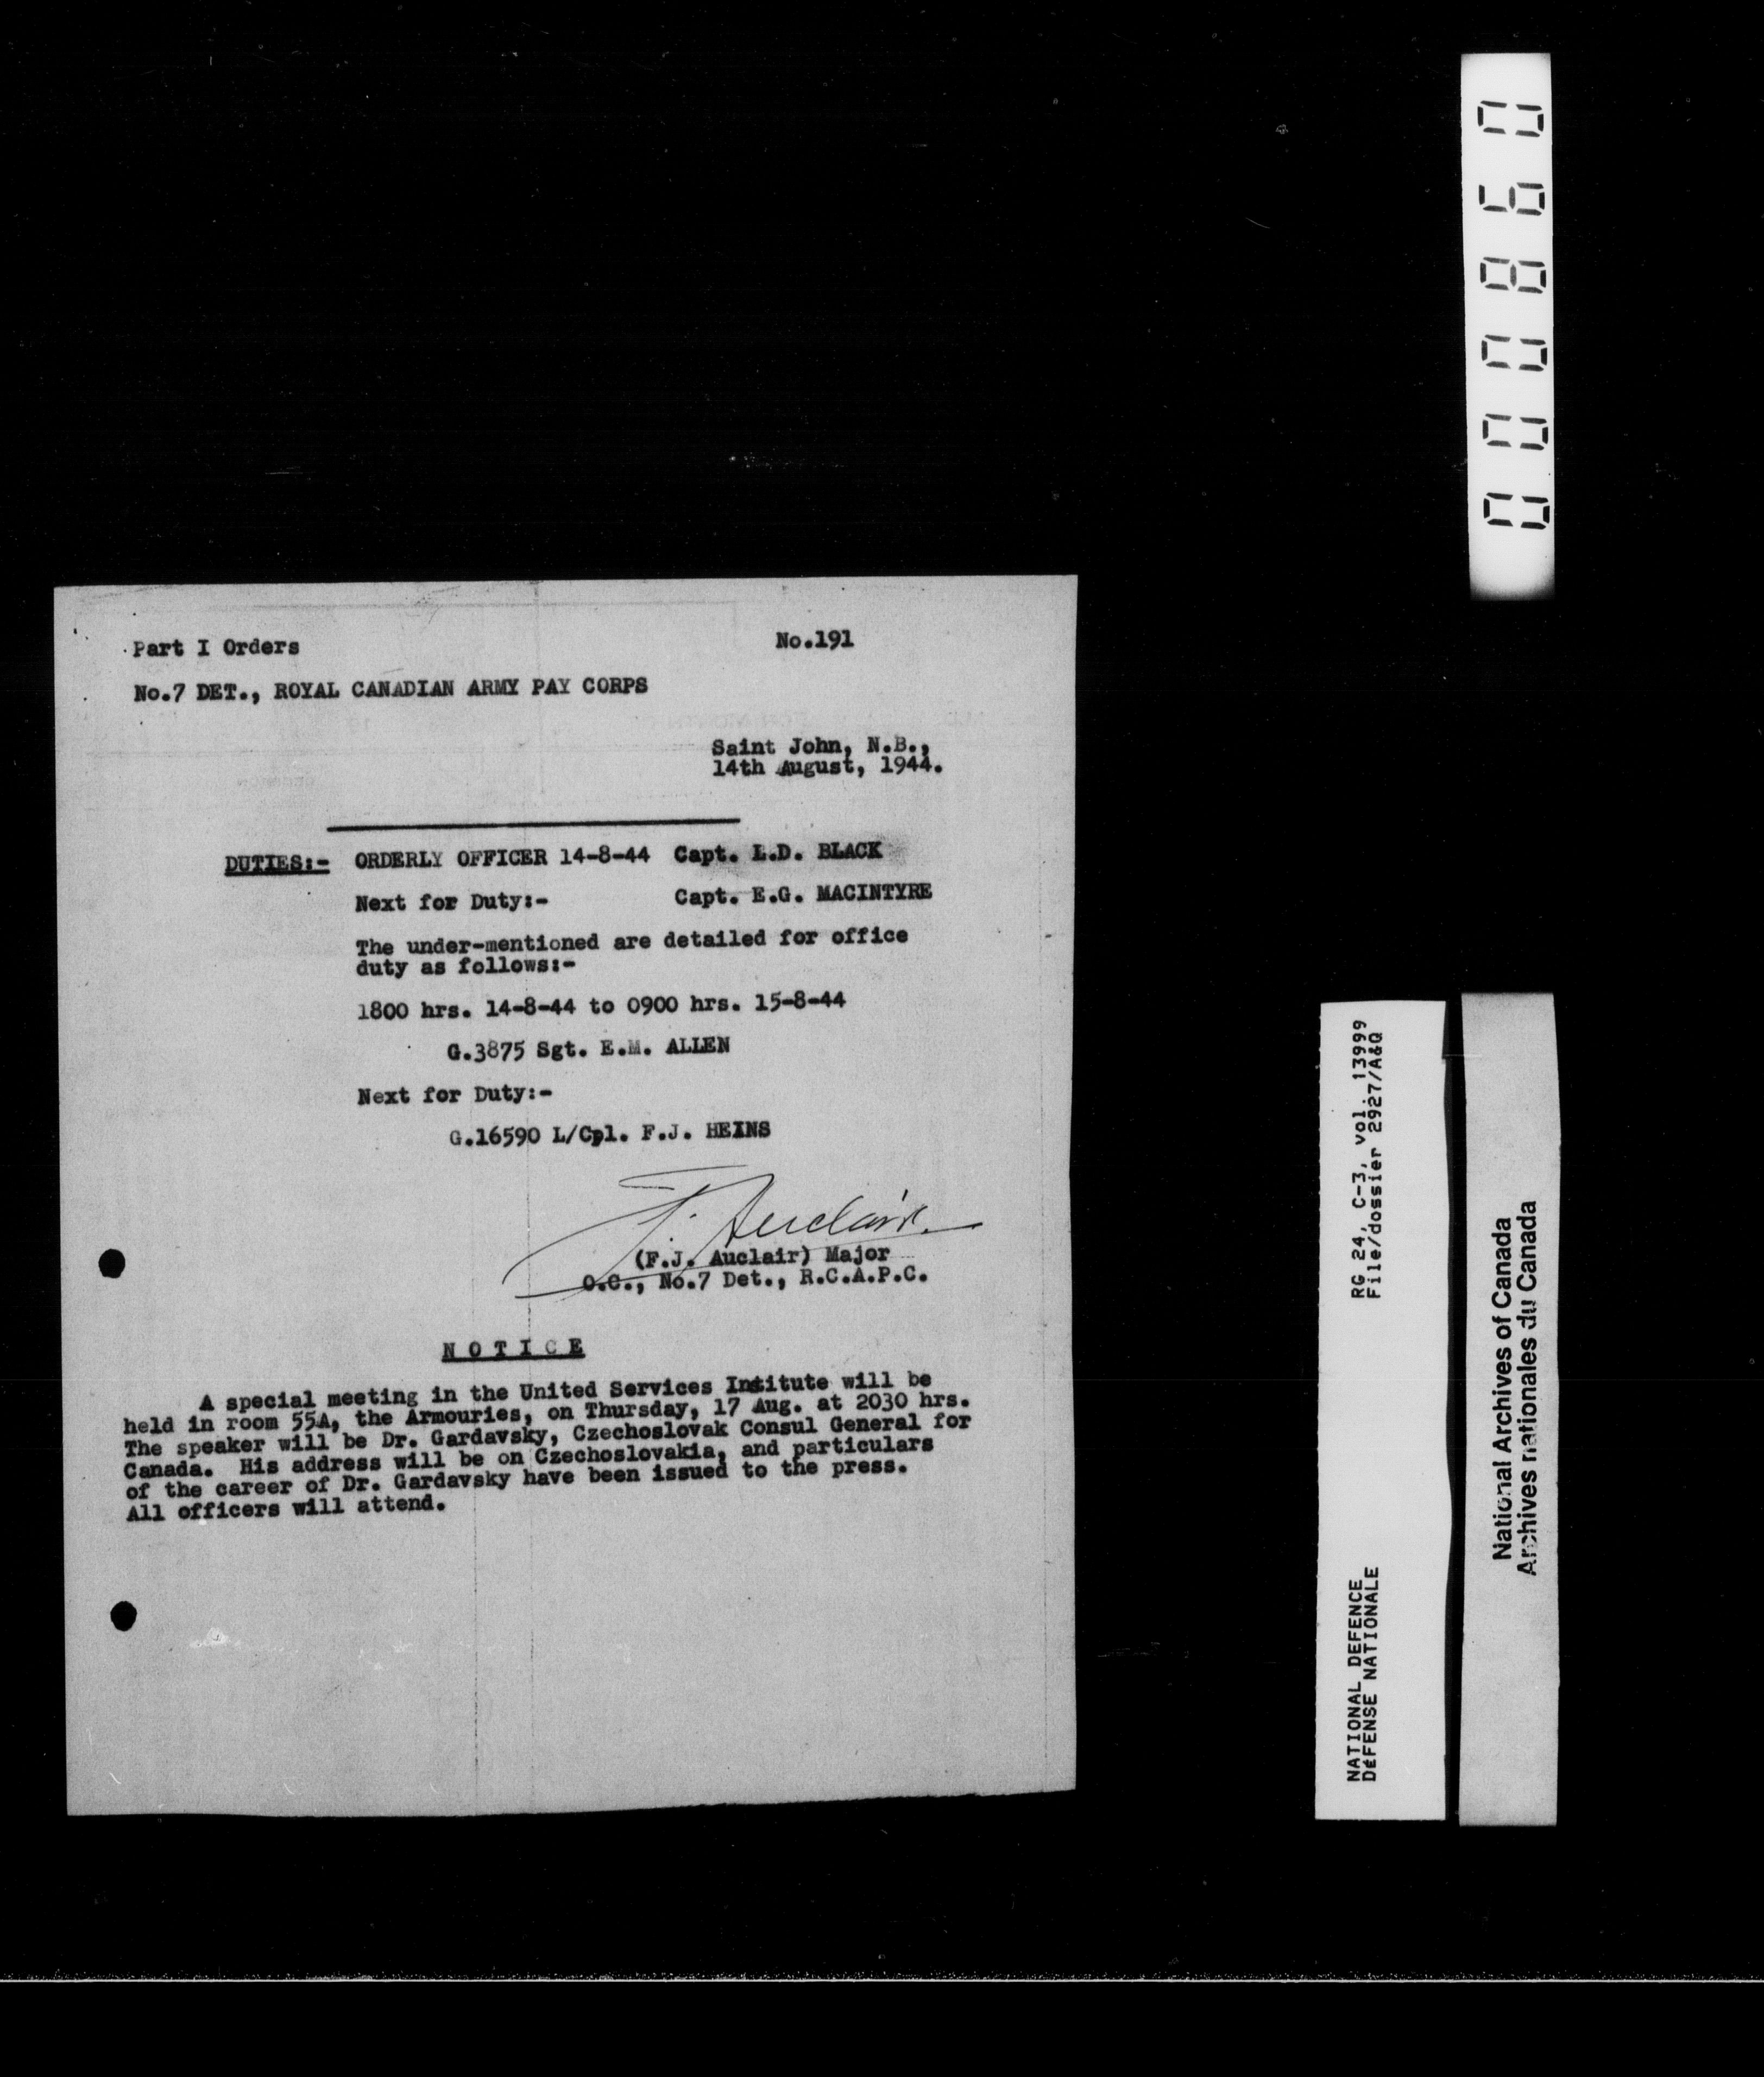 Part I Orders No.191
No.7 DET., ROYAL CANADIAN ARMY PAY CORPS
Saint John, N.B.,
14th August, 1944.
DUTIES:- ORDERLY OFFICER 14-8-44 Capt. L.D. BLACK
Next for Duty:- Capt. E.G. MACINTYRE
The under-mentioned are detailed for office
duty as follows:-
1800 hrs. 14-8-44 to 0900 hrs. 15-8-44
G.3875 Sgt. E.M. ALLEN
Next for Duty:-
G.16590 L/Cpl. F.J. HEINS
F. Auclair.
(F.J. Auclair) Major
O.C., No.7 Det., R.C.A.P.C.
N O T I C E
A special meeting in the United Services Institute will be
held in room 55A, the Armouries, on Thursday, 17 Aug. at 2030 hrs.
The speaker will be Dr. Gardavsky, Czechoslovak Consul General for
Canada. His address will be on Czechoslovakia, and particulars
of the career of Dr. Gardavsky have been issued to the press.
All officers will attend.
000860
RG 24, C-3, vol. 13999
File/dossier 2927/A&Q
NATIONAL DEFENCE
DéFENSE NATIONALE
National Archives of Canada
Archives nationales du Canada